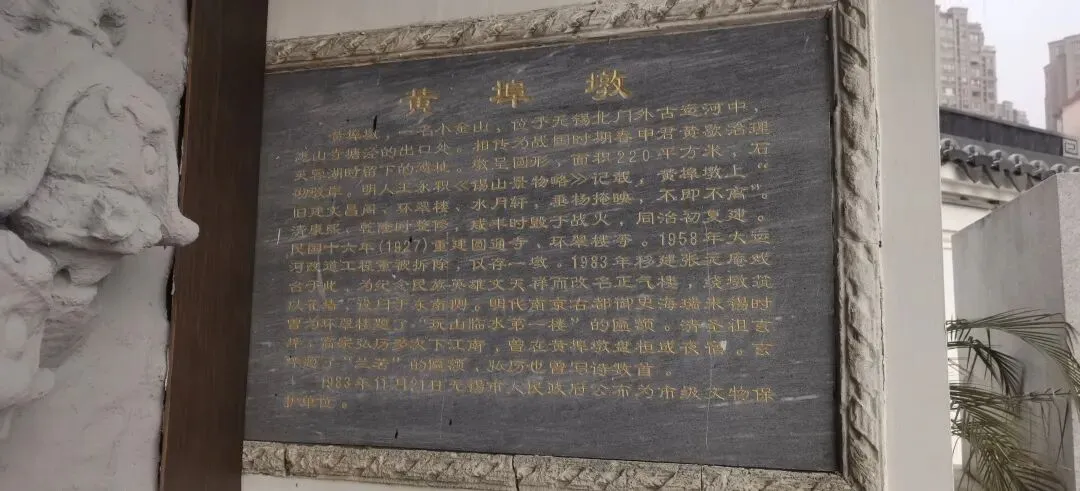 黄埠墩
黄埠墩，一名小金山，位于无锡北门外古运河中，
惠山寺塘泾的出口处。相传为战国时期春申君黄歇治理
芙蓉湖时留下的遗址。墩呈圆形，面积220平方米，石
砌驳岸。明人王永积《锡山景物略》记载，黄埠墩上“
旧建文昌阁、环翠楼、水月轩，垂杨掩映，不即不离”。
清康熙、乾隆时重修，咸丰时毁于战火，同治初复建。
民国十六年(1927)重建圆通寺、环翠楼等。1958年大运
河改道工程重被拆除，仅存一墩。1983年移建张元庵戏
台于此，为纪念民族英雄文天祥而改名正气楼，绕墩筑
以花墙，设门于东南侧。明代南京右都御史海瑞来锡时
曾为环翠楼题了“玩山临水第一楼”的匾额。清圣祖玄
烨，高宗弘历多次下江南，曾在黄埠墩盘桓或夜宿。玄
烨题了“兰若”的匾额，弘历也曾写诗数首。
1983年11月21日无锡市人民政府公布为市级文物保
护单位。